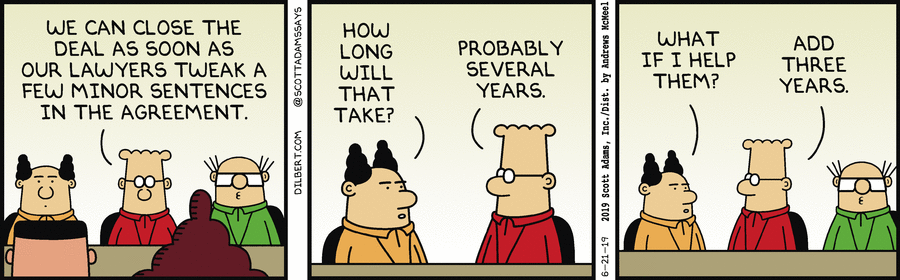 WE CAN CLOSE THE
DEAL AS SOON AS
OUR LAWYERS TWEAK A
FEW MINOR SENTENCES
IN THE AGREEMENT.
DILBERT.COM @SCOTTADAMSSAYS
HOW
LONG
WILL
THAT
TAKE?
PROBABLY
SEVERAL
YEARS.
6-21-19 2019 Scott Adams, Inc./Dist. by Andrews McMeel
WHAT
IF I HELP
THEM?
ADD
THREE
YEARS.